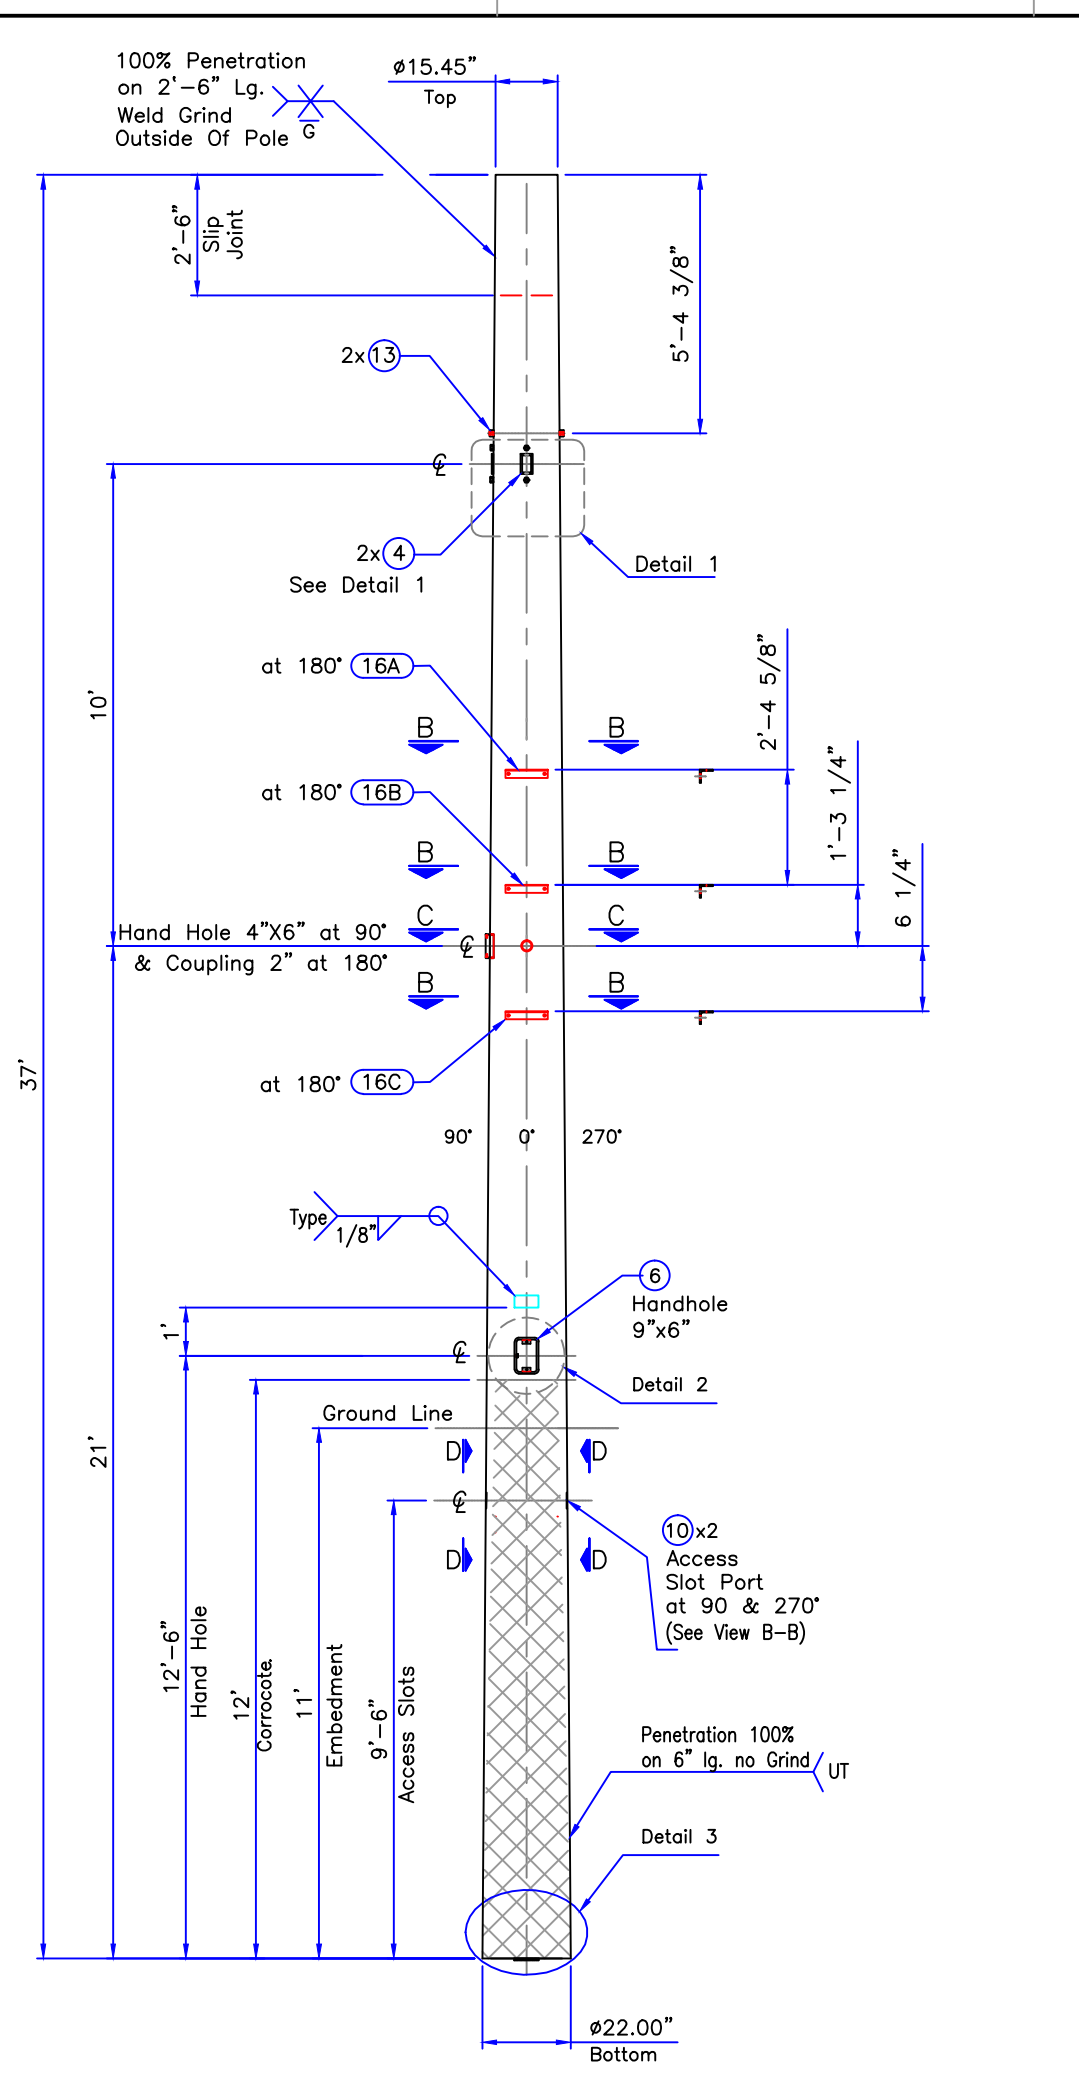 100% Penetration
on 2'-6" Lg.
Weld Grind
Outside Of Pole
G
ø15.45"
Top
2'-6"
Slip
Joint
5'-4 3/8"
2x 13
℄
2x 4
See Detail 1
Detail 1
10'
at 180° 16A
2'-4 5/8"
B B
at 180° 16B
1'-3 1/4"
B B
6 1/4"
C C
Hand Hole 4"X6" at 90°
& Coupling 2" at 180°
℄
B B
37'
at 180° 16C
90° 0° 270°
Type
1/8"
6
Handhole
9"x6"
1'
℄
Detail 2
Ground Line
21'
D D
℄
10 x2
Access
Slot Port
at 90 & 270°
(See View B-B)
D D
12'-6"
Hand Hole
12'
Corrocote.
11'
Embedment
9'-6"
Access Slots
Penetration 100%
on 6" lg. no Grind
UT
Detail 3
ø22.00"
Bottom